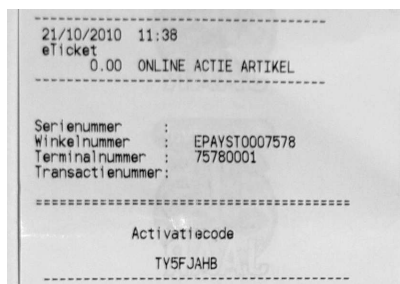 21/10/2010 11:38
eTicket
0.00 ONLINE ACTIE ARTIKEL
Serienummer :
Winkelnummer : EPAYST0007578
Terminalnummer : 75780001
Transactienummer:
Activatiecode
TY5FJAHB